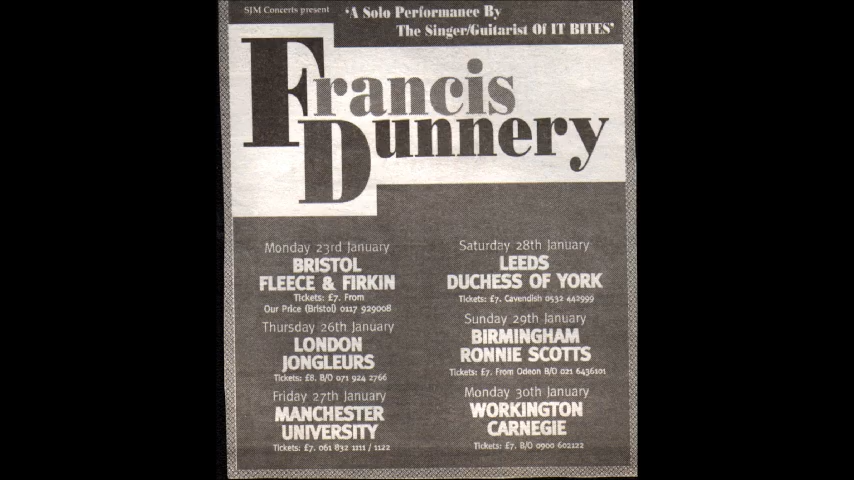 SJM Concerts present
'A Solo Performance By
The Singer/Guitarist Of IT BITES'
Francis
Dunnery
Monday 23rd January
BRISTOL
FLEECE & FIRKIN
Tickets: £7. From
Our Price (Bristol) 0117 929008
Thursday 26th January
LONDON
JONGLEURS
Tickets: £8. B/O 071 924 2766
Friday 27th January
MANCHESTER
UNIVERSITY
Tickets: £7. 061 832 1111 / 1122
Saturday 28th January
LEEDS
DUCHESS OF YORK
Tickets: £7. Cavendish 0532 442999
Sunday 29th January
BIRMINGHAM
RONNIE SCOTTS
Tickets: £7. From Odeon B/O 021 6436101
Monday 30th January
WORKINGTON
CARNEGIE
Tickets: £7. B/O 0900 602122